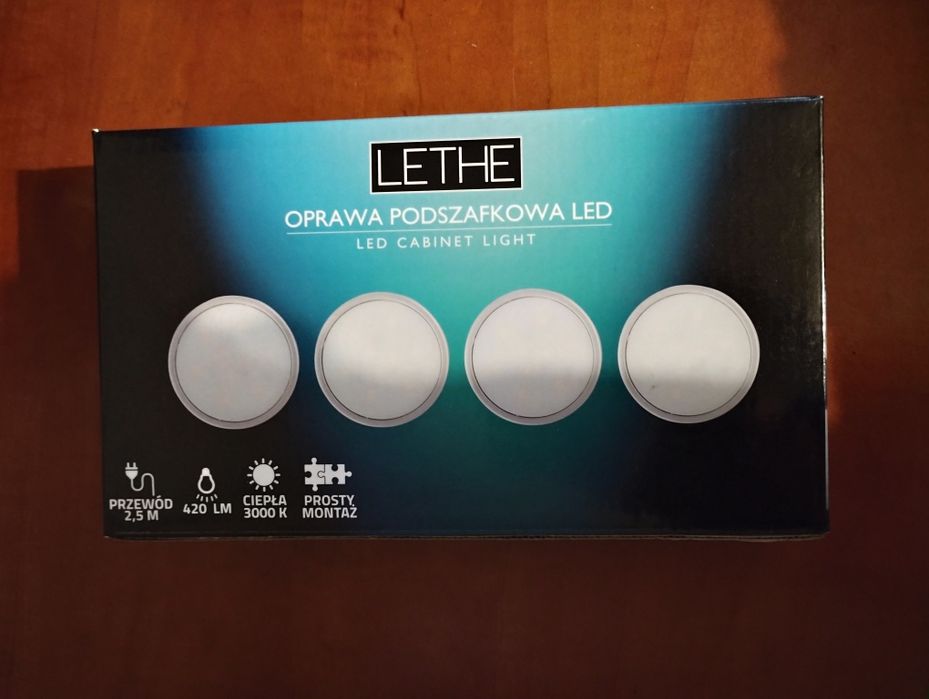 LETHE
OPRAWA PODSZAFKOWA LED
LED CABINET LIGHT
PRZEWÓD
2,5 M
420 LM
CIEPŁA
3000 K
PROSTY
MONTAŻ